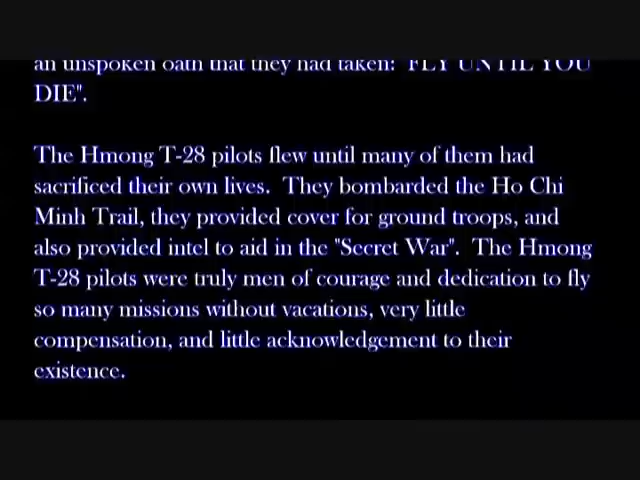 an unspoken oath that they had taken: "FLY UNTIL YOU
DIE".
The Hmong T-28 pilots flew until many of them had
sacrificed their own lives. They bombarded the Ho Chi
Minh Trail, they provided cover for ground troops, and
also provided intel to aid in the "Secret War". The Hmong
T-28 pilots were truly men of courage and dedication to fly
so many missions without vacations, very little
compensation, and little acknowledgement to their
existence.